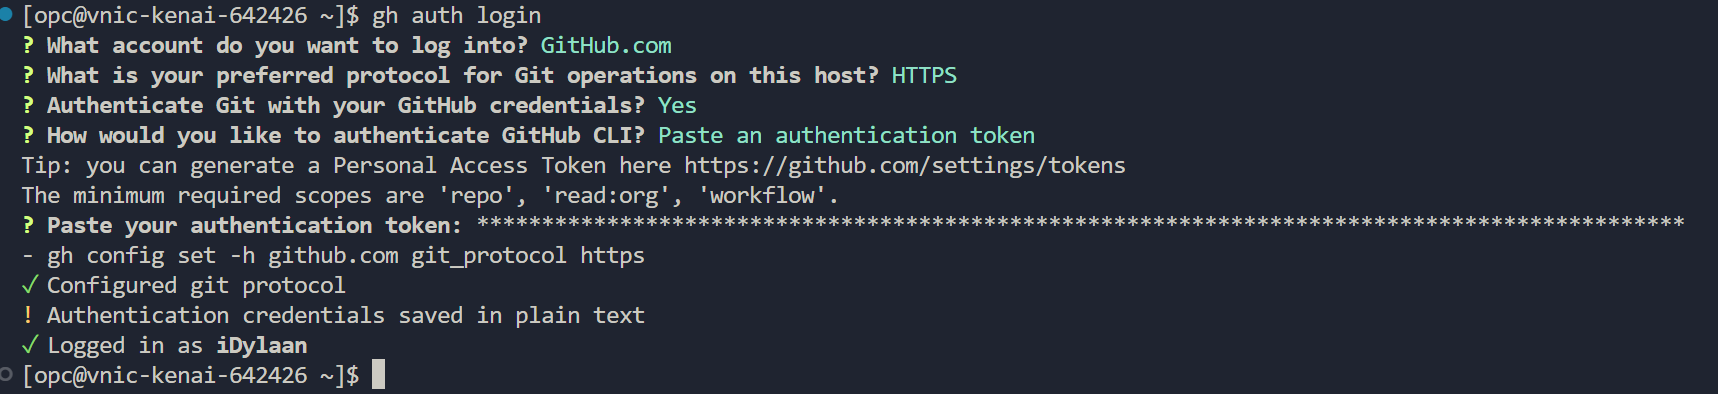 [opc@vnic-kenai-642426 ~]$ gh auth login
? What account do you want to log into? GitHub.com
? What is your preferred protocol for Git operations on this host? HTTPS
? Authenticate Git with your GitHub credentials? Yes
? How would you like to authenticate GitHub CLI? Paste an authentication token
Tip: you can generate a Personal Access Token here https://github.com/settings/tokens
The minimum required scopes are 'repo', 'read:org', 'workflow'.
? Paste your authentication token: *********************************************************************************************
- gh config set -h github.com git_protocol https
✓ Configured git protocol
! Authentication credentials saved in plain text
✓ Logged in as iDylaan
[opc@vnic-kenai-642426 ~]$